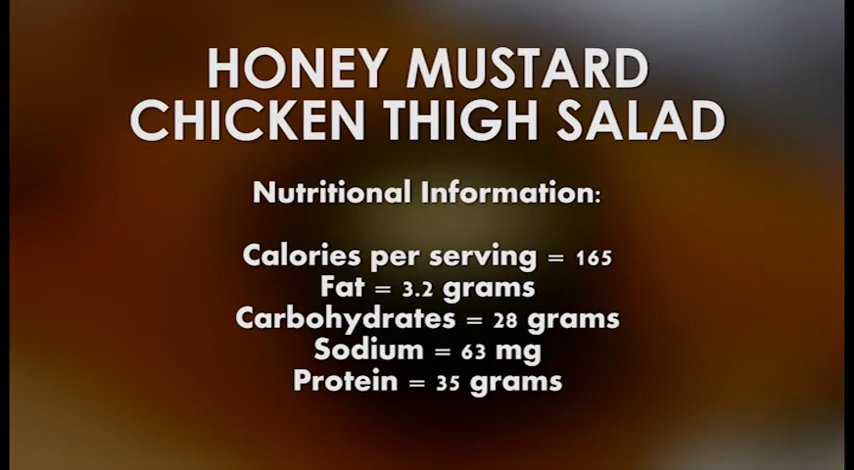 HONEY MUSTARD
CHICKEN THIGH SALAD
Nutritional Information:
Calories per serving = 165
Fat = 3.2 grams
Carbohydrates = 28 grams
Sodium = 63 mg
Protein = 35 grams